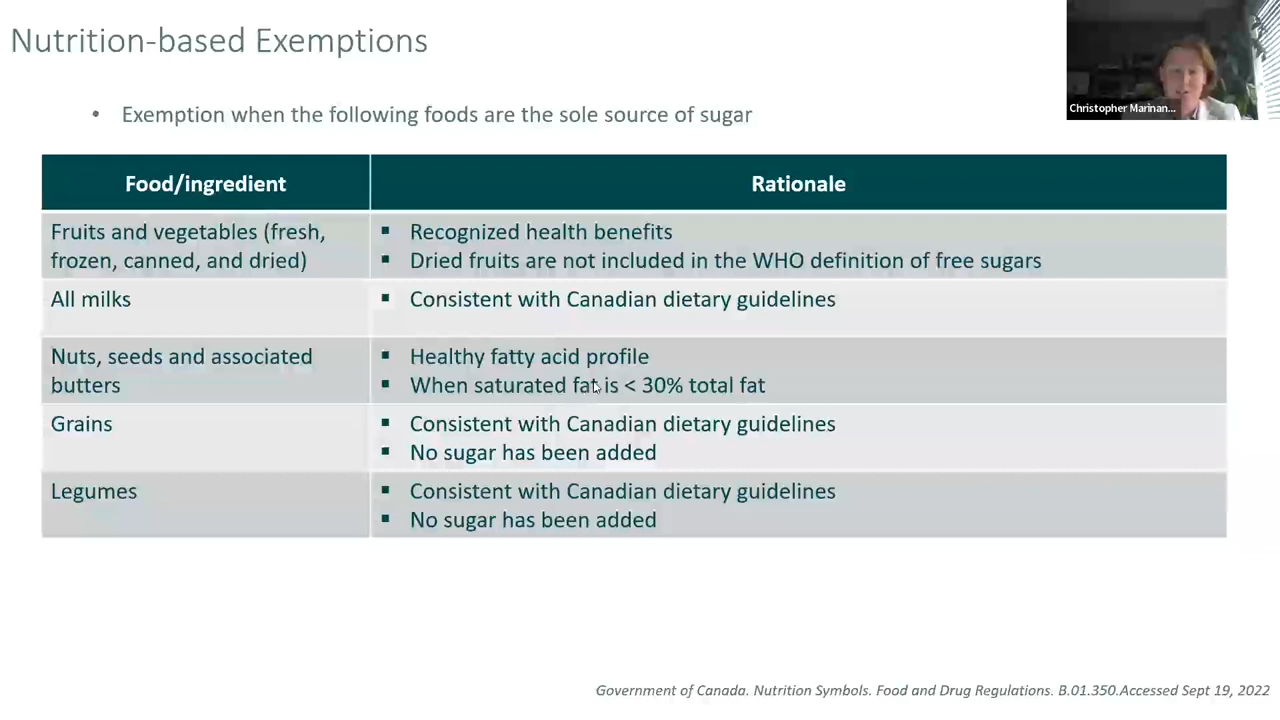 Nutrition-based Exemptions
Christopher Marinan...
• Exemption when the following foods are the sole source of sugar
Food/ingredient
Rationale
Fruits and vegetables (fresh,
frozen, canned, and dried)
▪ Recognized health benefits
▪ Dried fruits are not included in the WHO definition of free sugars
All milks
▪ Consistent with Canadian dietary guidelines
Nuts, seeds and associated
butters
▪ Healthy fatty acid profile
▪ When saturated fat is < 30% total fat
Grains
▪ Consistent with Canadian dietary guidelines
▪ No sugar has been added
Legumes
▪ Consistent with Canadian dietary guidelines
▪ No sugar has been added
Government of Canada. Nutrition Symbols. Food and Drug Regulations. B.01.350.Accessed Sept 19, 2022